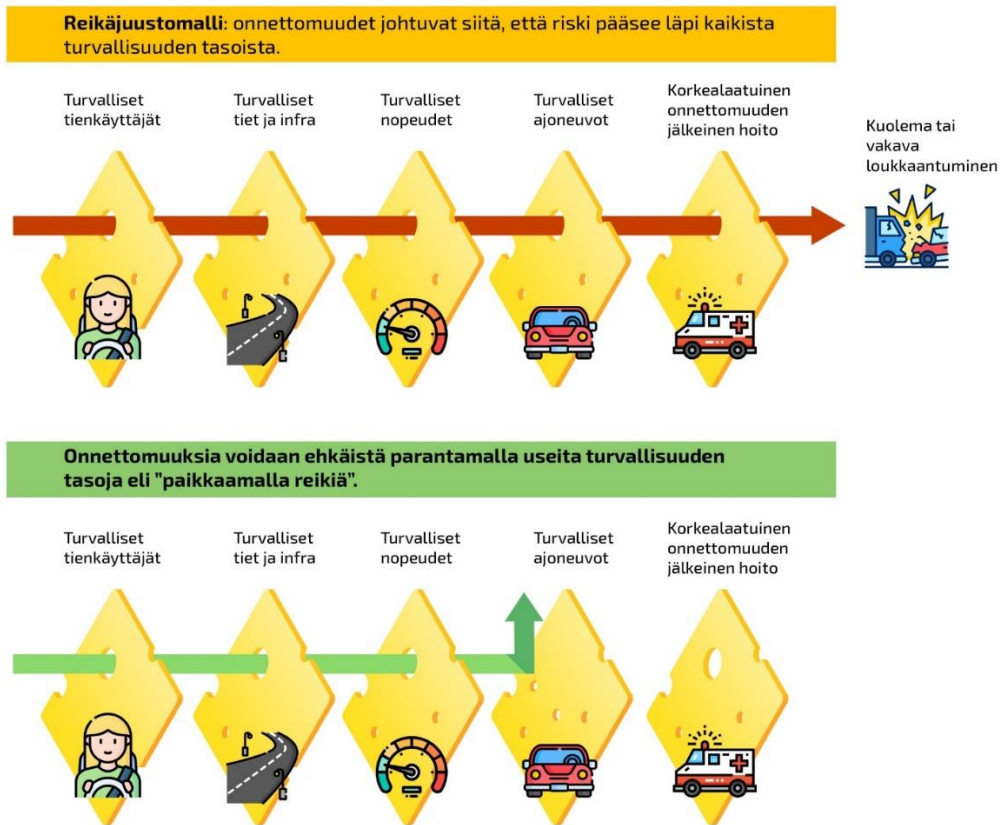 Reikäjuustomalli: onnettomuudet johtuvat siitä, että riski pääsee läpi kaikista
turvallisuuden tasoista.
Turvalliset
tienkäyttäjät
Turvalliset
tiet ja infra
Turvalliset
nopeudet
Turvalliset
ajoneuvot
Korkealaatuinen
onnettomuuden
jälkeinen hoito
Kuolema tai
vakava
loukkaantuminen
Onnettomuuksia voidaan ehkäistä parantamalla useita turvallisuuden
tasoja eli ”paikkaamalla reikiä”.
Turvalliset
tienkäyttäjät
Turvalliset
tiet ja infra
Turvalliset
nopeudet
Turvalliset
ajoneuvot
Korkealaatuinen
onnettomuuden
jälkeinen hoito